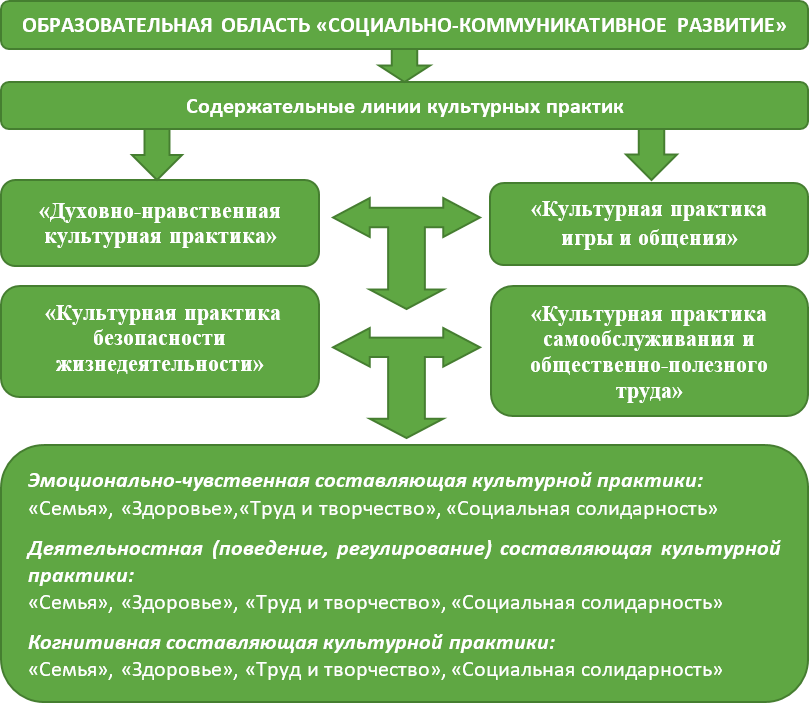 ОБРАЗОВАТЕЛЬНАЯ ОБЛАСТЬ «СОЦИАЛЬНО-КОММУНИКАТИВНОЕ РАЗВИТИЕ»
Содержательные линии культурных практик
«Духовно-нравственная
культурная практика»
«Культурная практика
игры и общения»
«Культурная практика
безопасности
жизнедеятельности»
«Культурная практика
самообслуживания и
общественно-полезного
труда»
Эмоционально-чувственная составляющая культурной практики:
«Семья», «Здоровье»,«Труд и творчество», «Социальная солидарность»
Деятельностная (поведение, регулирование) составляющая культурной
практики:
«Семья», «Здоровье», «Труд и творчество», «Социальная солидарность»
Когнитивная составляющая культурной практики:
«Семья», «Здоровье», «Труд и творчество», «Социальная солидарность»